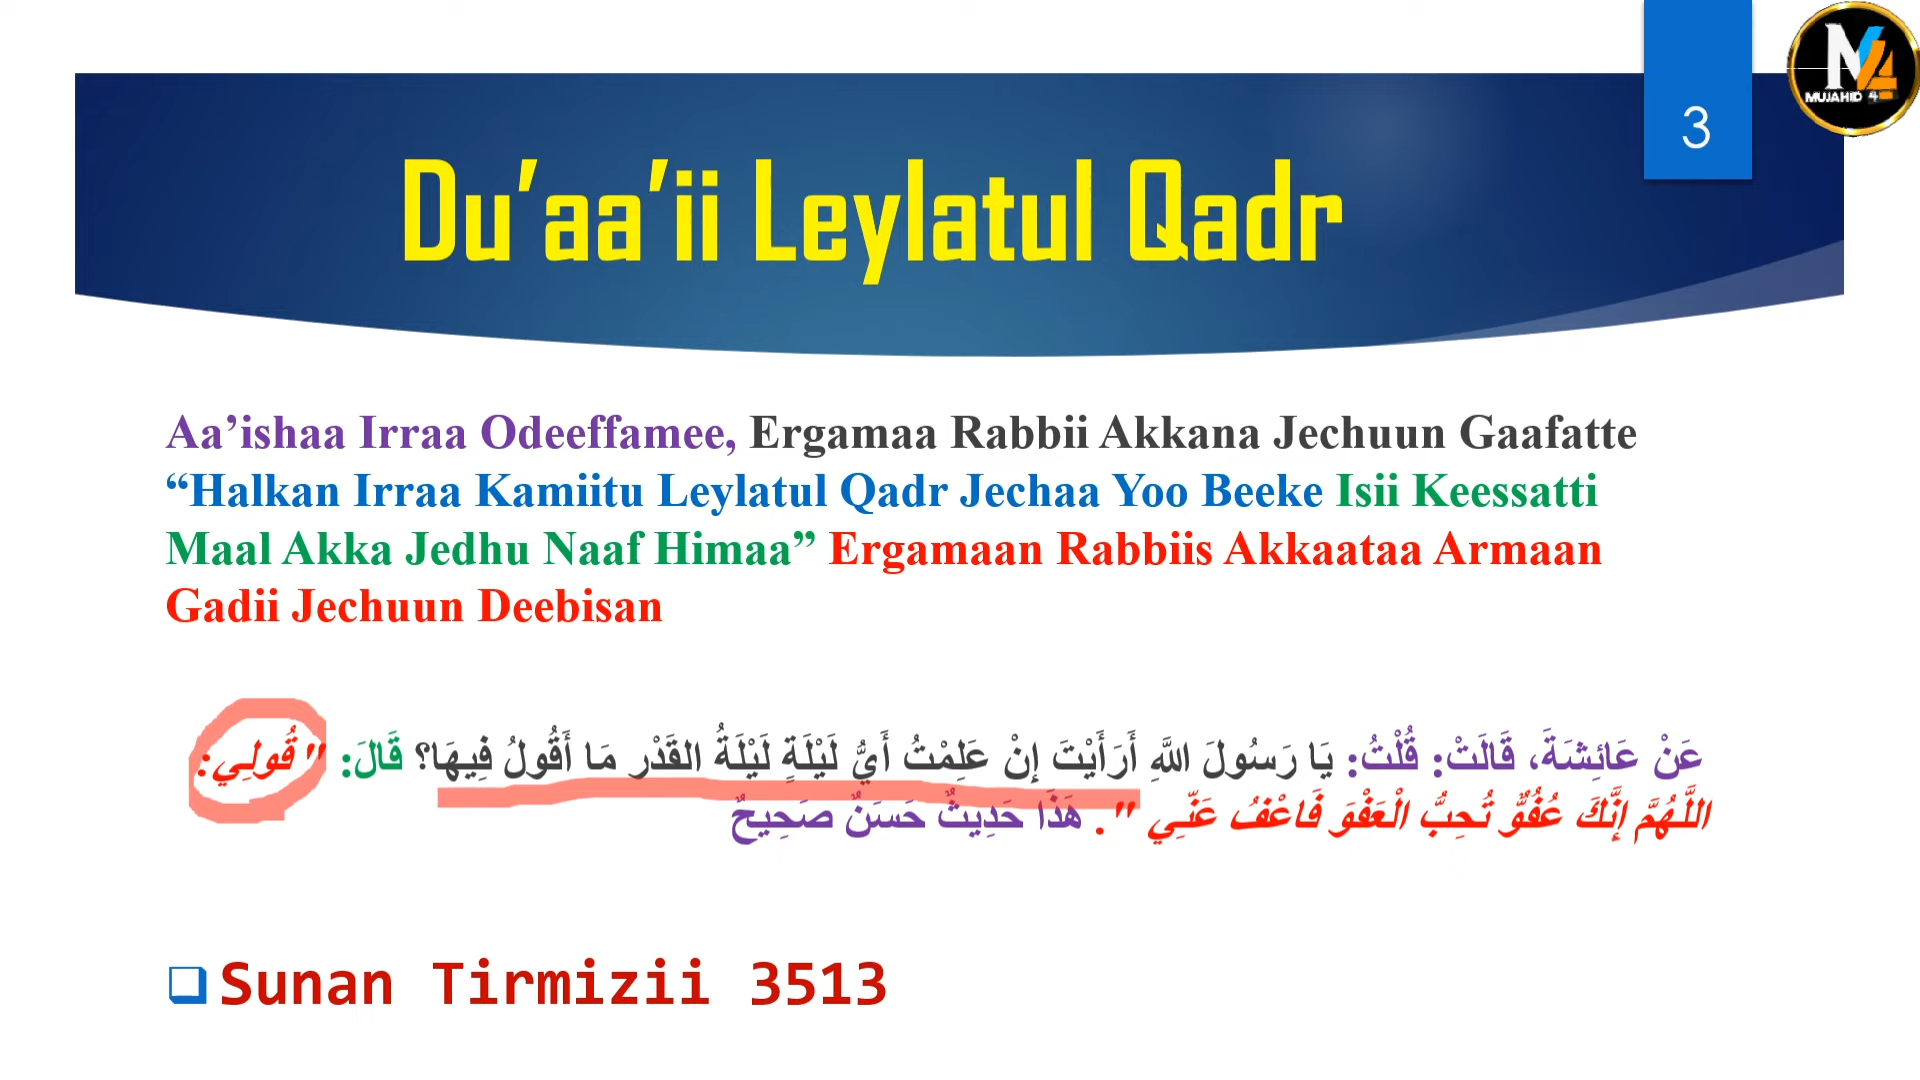 3
MUJAHID 4
Du’aa’ii Leylatul Qadr
Aa’ishaa Irraa Odeeffamee, Ergamaa Rabbii Akkana Jechuun Gaafatte
“Halkan Irraa Kamiitu Leylatul Qadr Jechaa Yoo Beeke Isii Keessatti
Maal Akka Jedhu Naaf Himaa” Ergamaan Rabbiis Akkaataa Armaan
Gadii Jechuun Deebisan
عَنْ عَائِشَةَ، قَالَتْ: قُلْتُ: يَا رَسُولَ اللَّهِ أَرَأَيْتَ إِنْ عَلِمْتُ أَيُّ لَيْلَةٍ لَيْلَةُ القَدْرِ مَا أَقُولُ فِيهَا؟ قَالَ: " قُولِي:
اللَّهُمَّ إِنَّكَ عُفُوٌّ تُحِبُّ الْعَفْوَ فَاعْفُ عَنِّي ". هَذَا حَدِيثٌ حَسَنٌ صَحِيحٌ
Sunan Tirmizii 3513